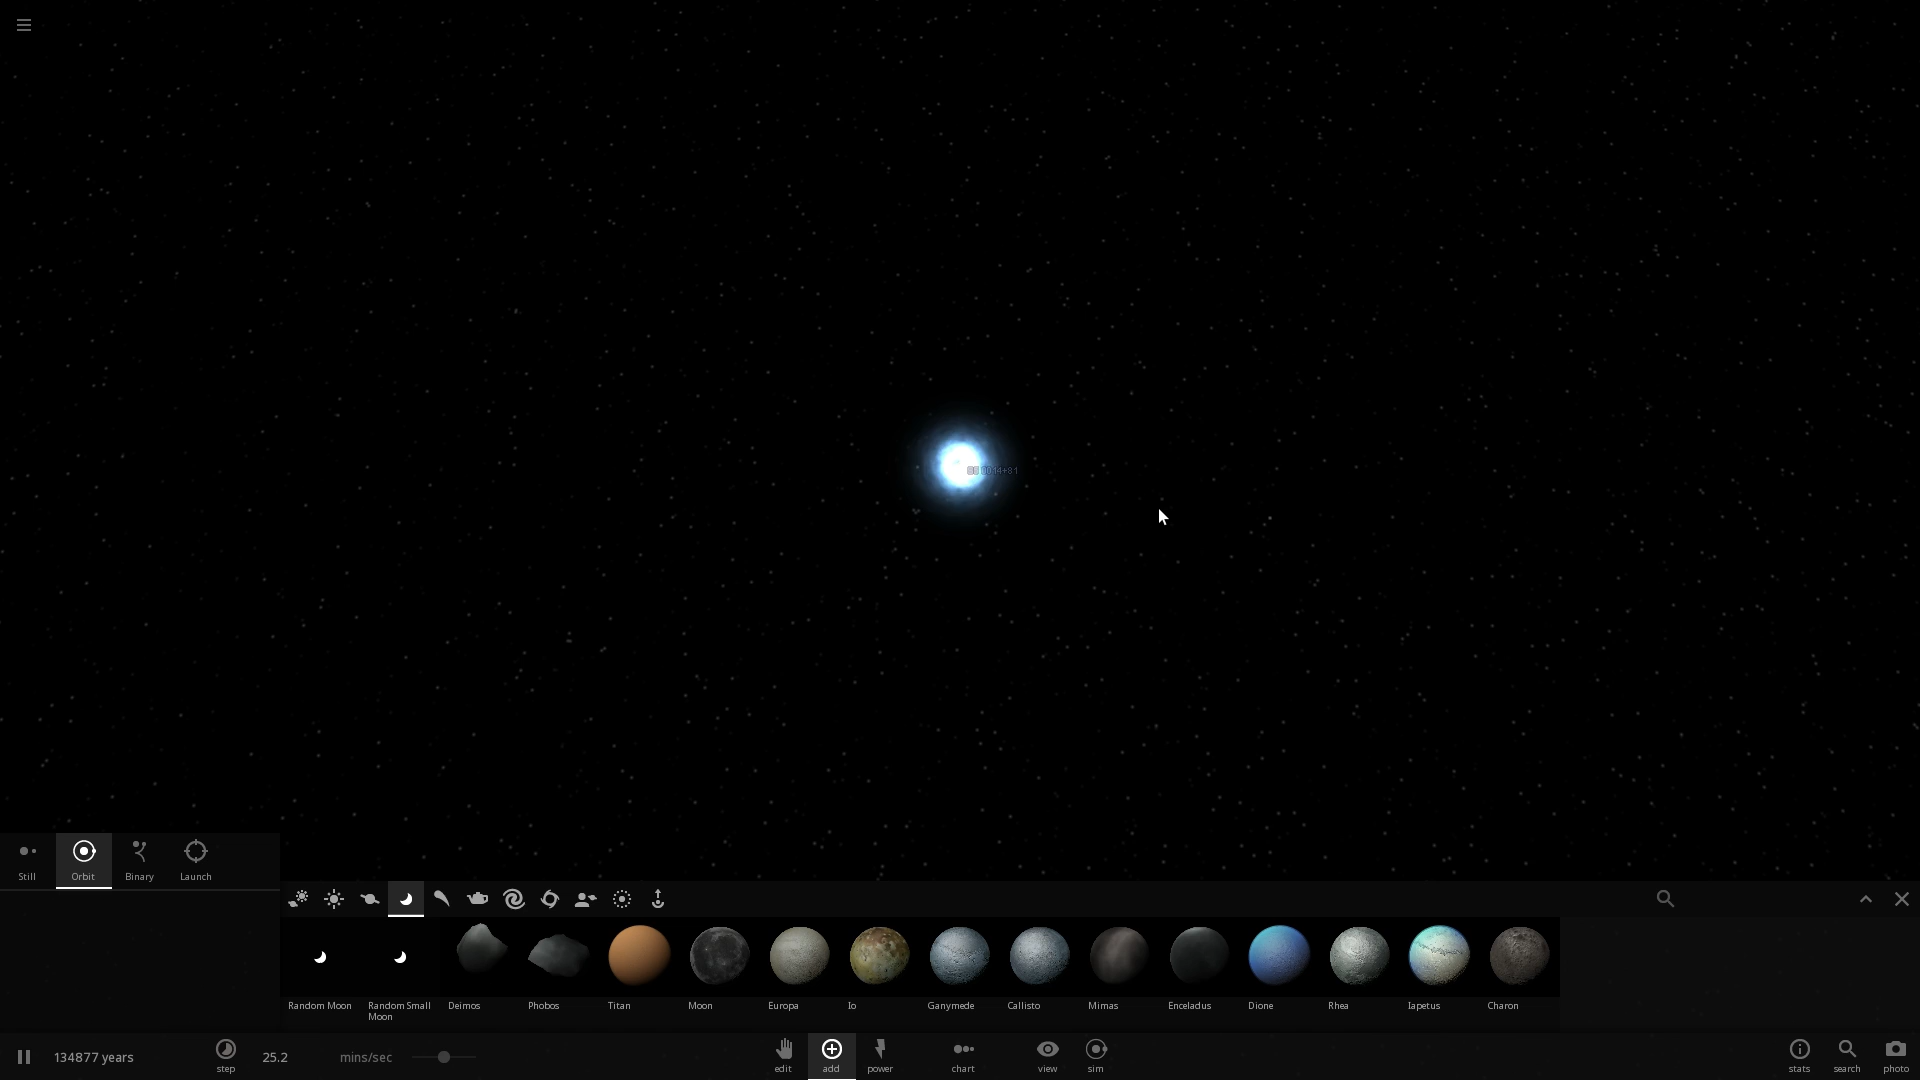 Still
Orbit
Binary
Launch
Random Moon
Random Small
Moon
Deimos
Phobos
Titan
Moon
Europa
Io
Ganymede
Callisto
Mimas
Enceladus
Dione
Rhea
Iapetus
Charon
134877 years
step
25.2
mins/sec
edit
add
power
chart
view
sim
stats
search
photo